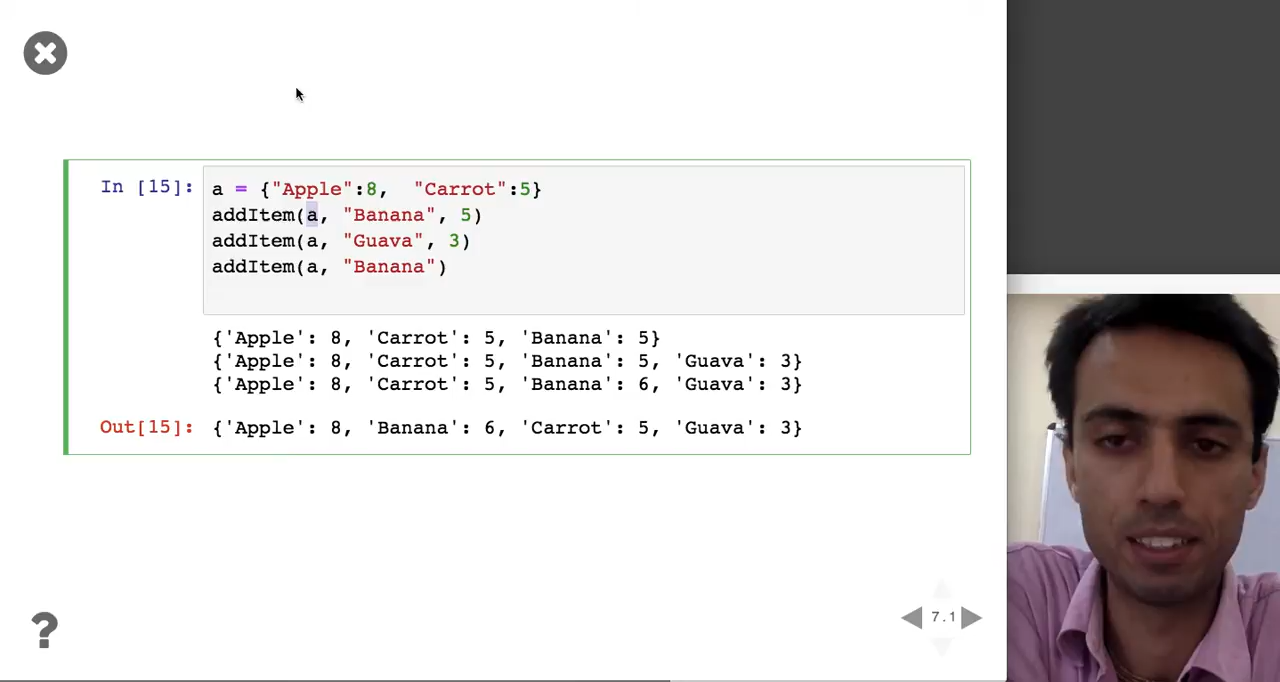 In [15]:
a = {"Apple":8,  "Carrot":5}
addItem(a, "Banana", 5)
addItem(a, "Guava", 3)
addItem(a, "Banana")
{'Apple': 8, 'Carrot': 5, 'Banana': 5}
{'Apple': 8, 'Carrot': 5, 'Banana': 5, 'Guava': 3}
{'Apple': 8, 'Carrot': 5, 'Banana': 6, 'Guava': 3}
Out[15]: {'Apple': 8, 'Banana': 6, 'Carrot': 5, 'Guava': 3}
?
7.1